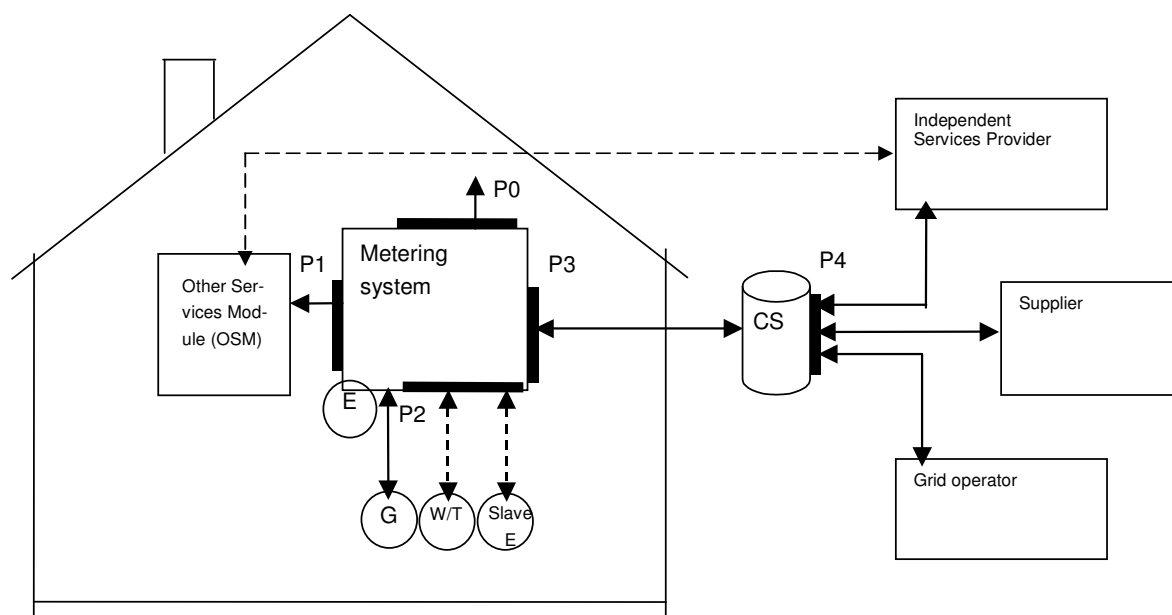 Independent
Services Provider
P0
P1
Metering
system
P3
P4
Other Ser-
vices Mod-
ule (OSM)
CS
Supplier
E
P2
G
W/T
Slave
E
Grid operator